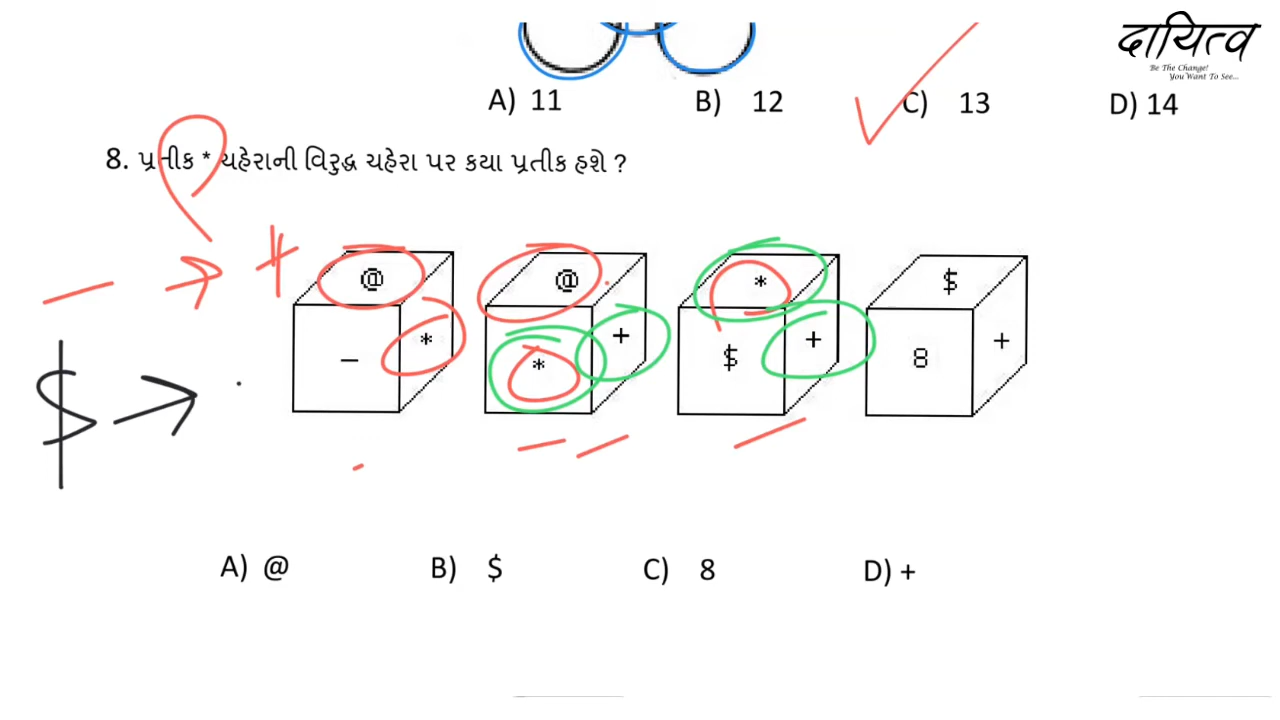 दायित्व
Be The Change!
You Want To See...
A) 11 B) 12 C) 13 D) 14
8. પ્રતીક * ચહેરાની વિરુદ્ધ ચહેરા પર કયા પ્રતીક હશે ?
– → *
$ →
@ – *
@ * +
* $ +
$ 8 +
A) @ B) $ C) 8 D) +